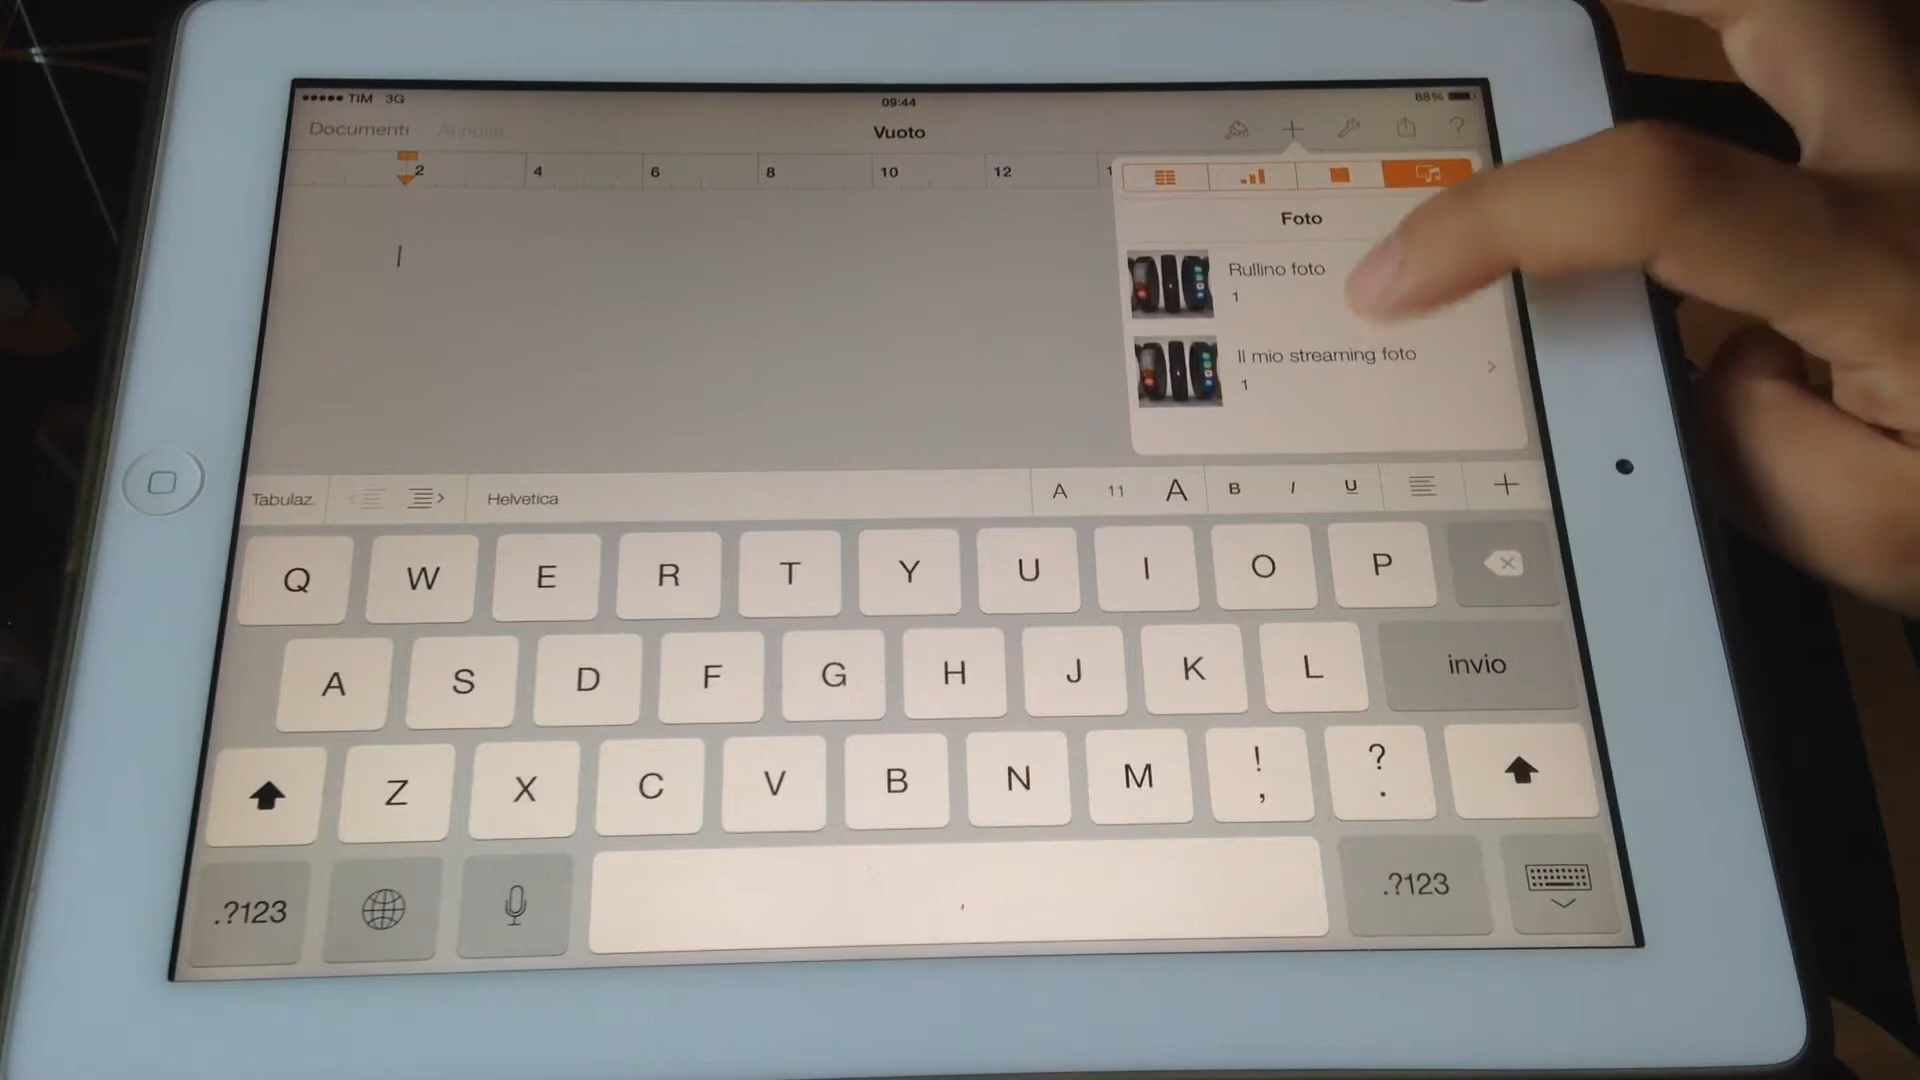 TIM 3G 09:44 88%
Documenti Annulla Vuoto ?
2 4 6 8 10 12
Foto
Rullino foto
1
Il mio streaming foto
1
Tabulaz. Helvetica A 11 A B I U
Q W E R T Y U I O P
A S D F G H J K L invio
Z X C V B N M ! , ? .
.?123 .?123